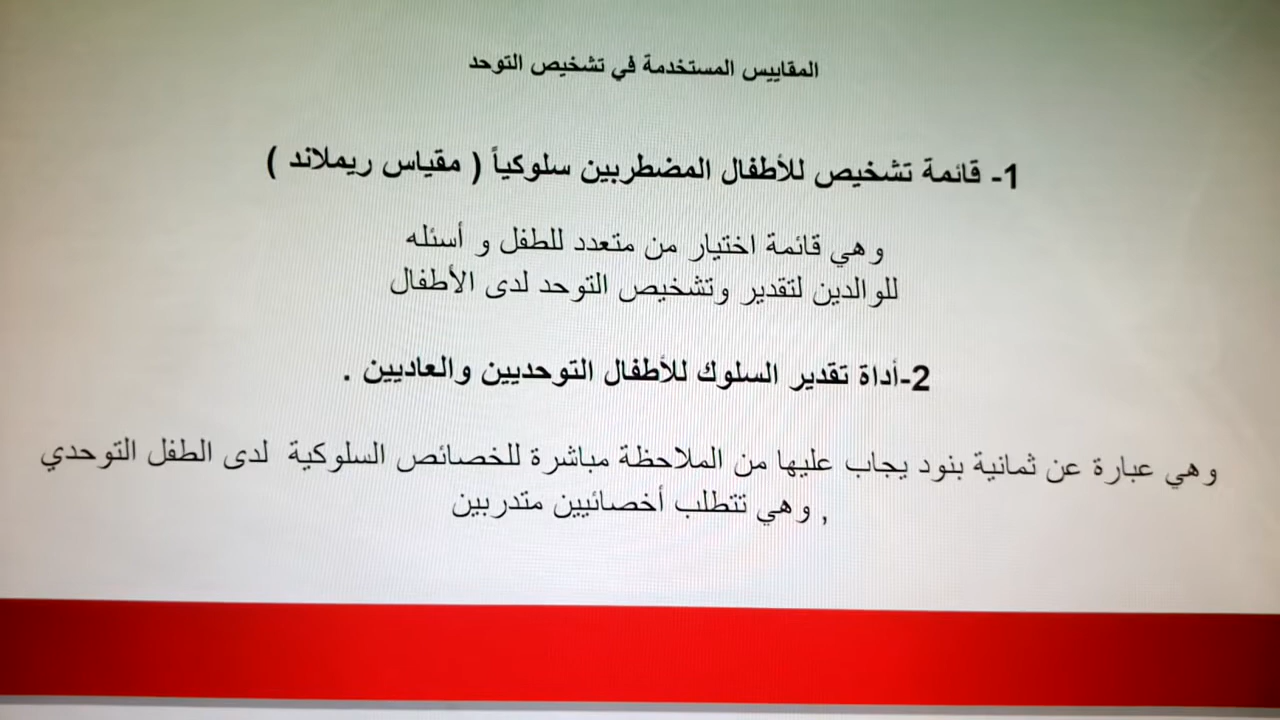 المقاييس المستخدمة في تشخيص التوحد
1- قائمة تشخيص للأطفال المضطربين سلوكياً ( مقياس ريملاند )
وهي قائمة اختيار من متعدد للطفل و أسئله
للوالدين لتقدير وتشخيص التوحد لدى الأطفال
2-أداة تقدير السلوك للأطفال التوحديين والعاديين .
وهي عبارة عن ثمانية بنود يجاب عليها من الملاحظة مباشرة للخصائص السلوكية لدى الطفل التوحدي
, وهي تتطلب أخصائيين متدربين